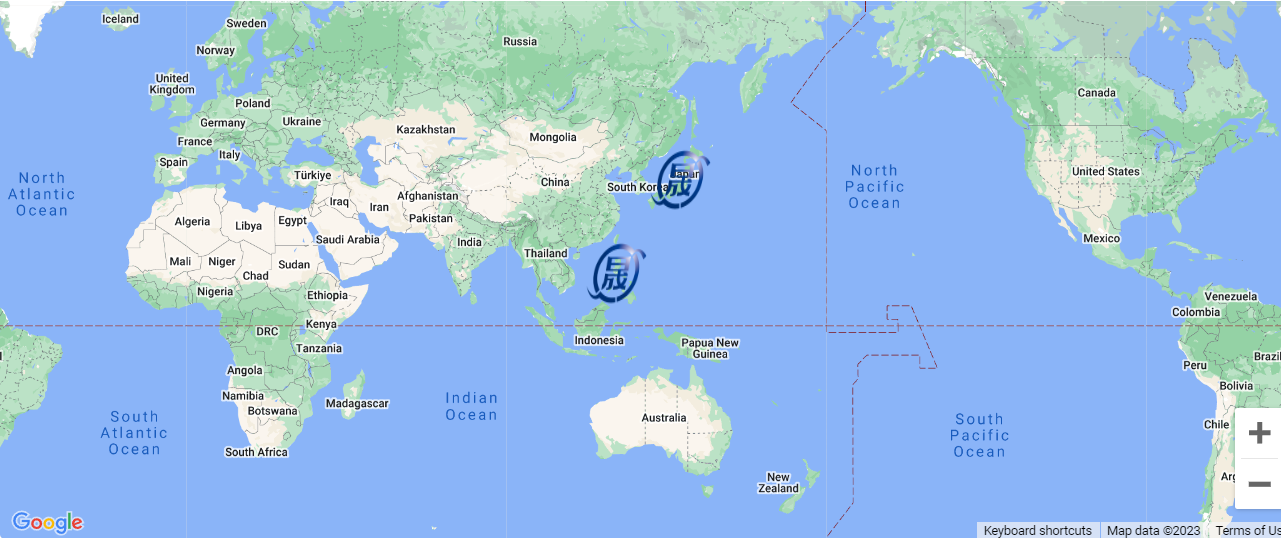 Iceland
Sweden
Norway
Russia
United
Kingdom
Poland
Germany
Ukraine
France
Italy
Spain
Türkiye
Kazakhstan
Mongolia
Canada
United States
North
Atlantic
Ocean
Iraq
Iran
Afghanistan
Pakistan
China
South Korea
Japan
晟
North
Pacific
Ocean
Algeria
Libya
Egypt
Saudi Arabia
India
Thailand
Mexico
Mali
Niger
Chad
Sudan
Nigeria
Ethiopia
晟
Venezuela
Colombia
DRC
Kenya
Tanzania
Indonesia
Papua New
Guinea
Peru
Brazil
Bolivia
Angola
Namibia
Botswana
Madagascar
South Africa
South
Atlantic
Ocean
Indian
Ocean
Australia
South
Pacific
Ocean
Chile
New
Zealand
Google
Keyboard shortcuts
Map data ©2023
Terms of Us